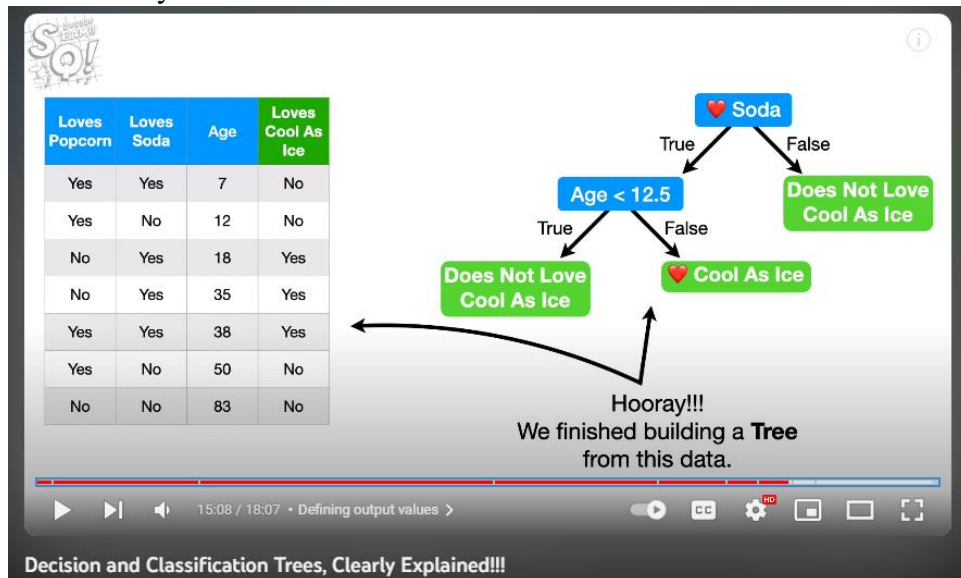 Loves Popcorn Loves Soda Age Loves Cool As Ice
Yes Yes 7 No
Yes No 12 No
No Yes 18 Yes
No Yes 35 Yes
Yes Yes 38 Yes
Yes No 50 No
No No 83 No
❤️ Soda
True False
Age < 12.5
Does Not Love
Cool As Ice
True False
Does Not Love
Cool As Ice
❤️ Cool As Ice
Hooray!!!
We finished building a Tree
from this data.
15:08 / 18:07 • Defining output values >
CC
HD
Decision and Classification Trees, Clearly Explained!!!